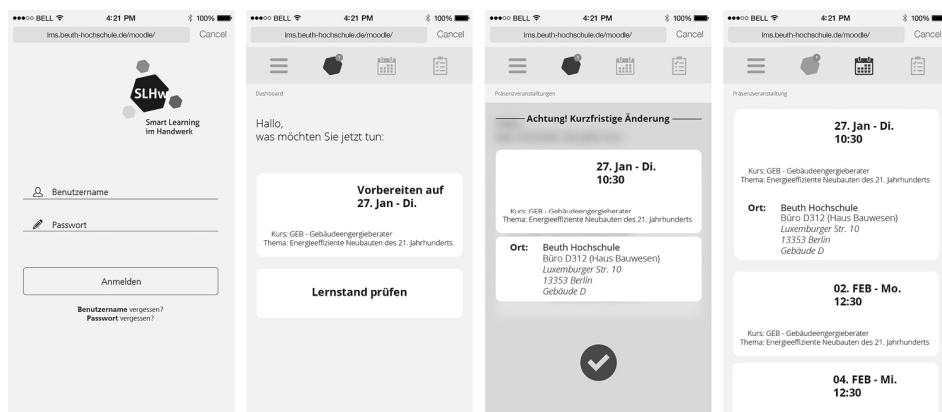 ●●●○○ BELL 4:21 PM 100%
lms.beuth-hochschule.de/moodle/ Cancel
SLHw
Smart Learning
im Handwerk
Benutzername
Passwort
Anmelden
Benutzername vergessen?
Passwort vergessen?
●●●○○ BELL 4:21 PM 100%
lms.beuth-hochschule.de/moodle/ Cancel
Dashboard
Hallo,
was möchten Sie jetzt tun:
Vorbereiten auf
27. Jan - Di.
Kurs: GEB - Gebäudeengergieberater
Thema: Energieeffiziente Neubauten des 21. Jahrhunderts
Lernstand prüfen
●●●○○ BELL 4:21 PM 100%
lms.beuth-hochschule.de/moodle/ Cancel
Präsenzveranstaltungen
Achtung! Kurzfristige Änderung
27. Jan - Di.
10:30
Kurs: GEB - Gebäudeengergieberater
Thema: Energieeffiziente Neubauten des 21. Jahrhunderts
Ort: Beuth Hochschule
Büro D312 (Haus Bauwesen)
Luxemburger Str. 10
13353 Berlin
Gebäude D
●●●○○ BELL 4:21 PM 100%
lms.beuth-hochschule.de/moodle/ Cancel
Präsenzveranstaltung
27. Jan - Di.
10:30
Kurs: GEB - Gebäudeengergieberater
Thema: Energieeffiziente Neubauten des 21. Jahrhunderts
Ort: Beuth Hochschule
Büro D312 (Haus Bauwesen)
Luxemburger Str. 10
13353 Berlin
Gebäude D
02. FEB - Mo.
12:30
Kurs: GEB - Gebäudeengergieberater
Thema: Energieeffiziente Neubauten des 21. Jahrhunderts
04. FEB - Mi.
12:30